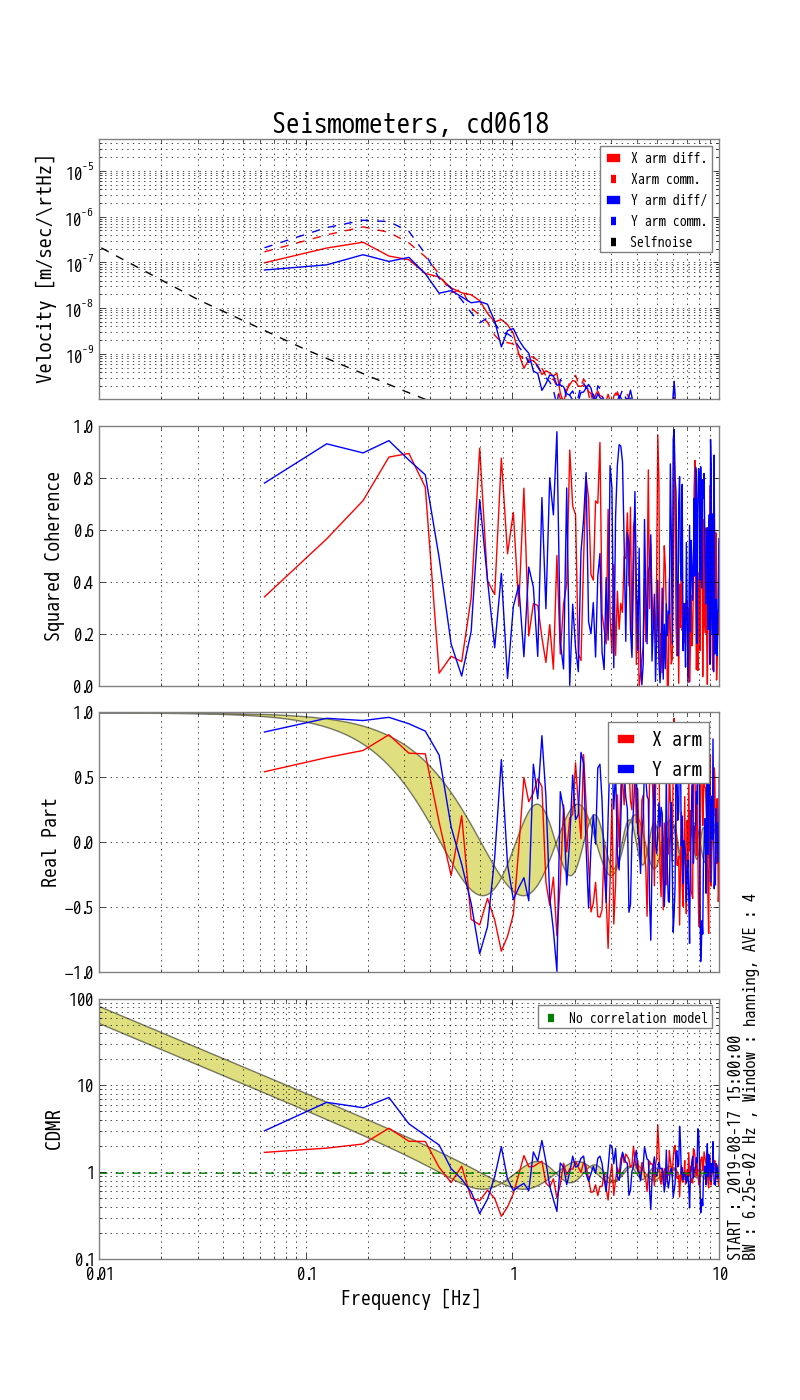 Seismometers, cd0618
Velocity [m/sec/\rtHz]
10^-5
10^-6
10^-7
10^-8
10^-9
X arm diff.
Xarm comm.
Y arm diff/
Y arm comm.
Selfnoise
Squared Coherence
1.0
0.8
0.6
0.4
0.2
0.0
Real Part
1.0
0.5
0.0
−0.5
−1.0
X arm
Y arm
CDMR
100
10
1
0.1
No correlation model
0.01
0.1
1
10
Frequency [Hz]
START : 2019-08-17 15:00:00
BW : 6.25e-02 Hz , Window : hanning, AVE : 4